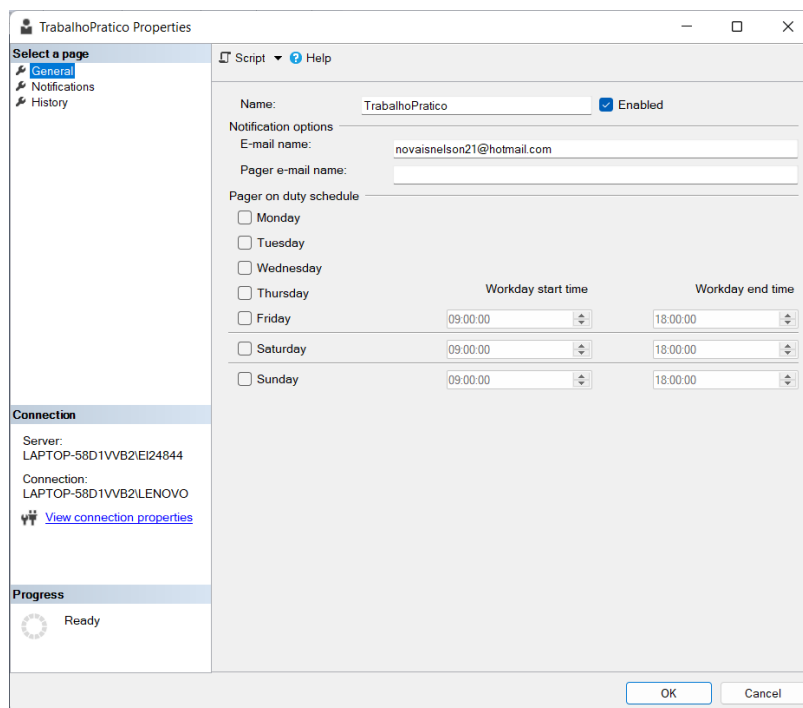 TrabalhoPratico Properties
Select a page
General
Notifications
History
Script Help
Name: TrabalhoPratico Enabled
Notification options
E-mail name: novaisnelson21@hotmail.com
Pager e-mail name:
Pager on duty schedule
Monday
Tuesday
Wednesday
Thursday Workday start time Workday end time
Friday 09:00:00 18:00:00
Saturday 09:00:00 18:00:00
Sunday 09:00:00 18:00:00
Connection
Server:
LAPTOP-58D1VVB2\EI24844
Connection:
LAPTOP-58D1VVB2\LENOVO
View connection properties
Progress
Ready
OK Cancel